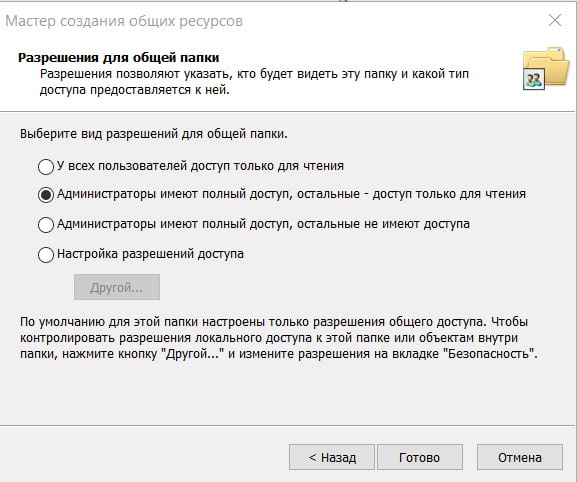 Мастер создания общих ресурсов
Разрешения для общей папки
Разрешения позволяют указать, кто будет видеть эту папку и какой тип
доступа предоставляется к ней.
Выберите вид разрешений для общей папки.
У всех пользователей доступ только для чтения
Администраторы имеют полный доступ, остальные - доступ только для чтения
Администраторы имеют полный доступ, остальные не имеют доступа
Настройка разрешений доступа
Другой...
По умолчанию для этой папки настроены только разрешения общего доступа. Чтобы
контролировать разрешения локального доступа к этой папке или объектам внутри
папки, нажмите кнопку "Другой..." и измените разрешения на вкладке "Безопасность".
< Назад
Готово
Отмена